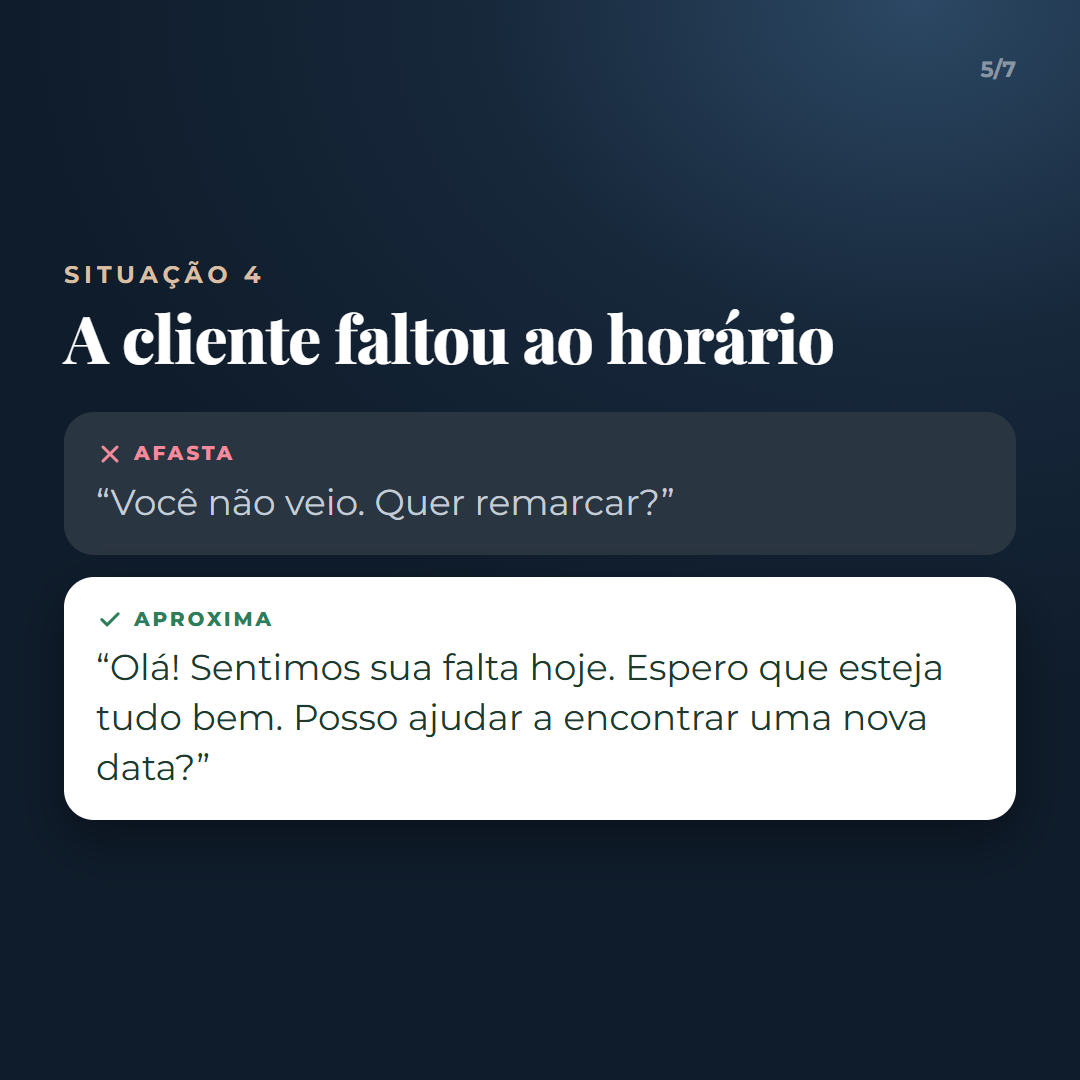 5/7
SITUAÇÃO 4
A cliente faltou ao horário
AFASTA
“Você não veio. Quer remarcar?”
APROXIMA
“Olá! Sentimos sua falta hoje. Espero que esteja
tudo bem. Posso ajudar a encontrar uma nova
data?”